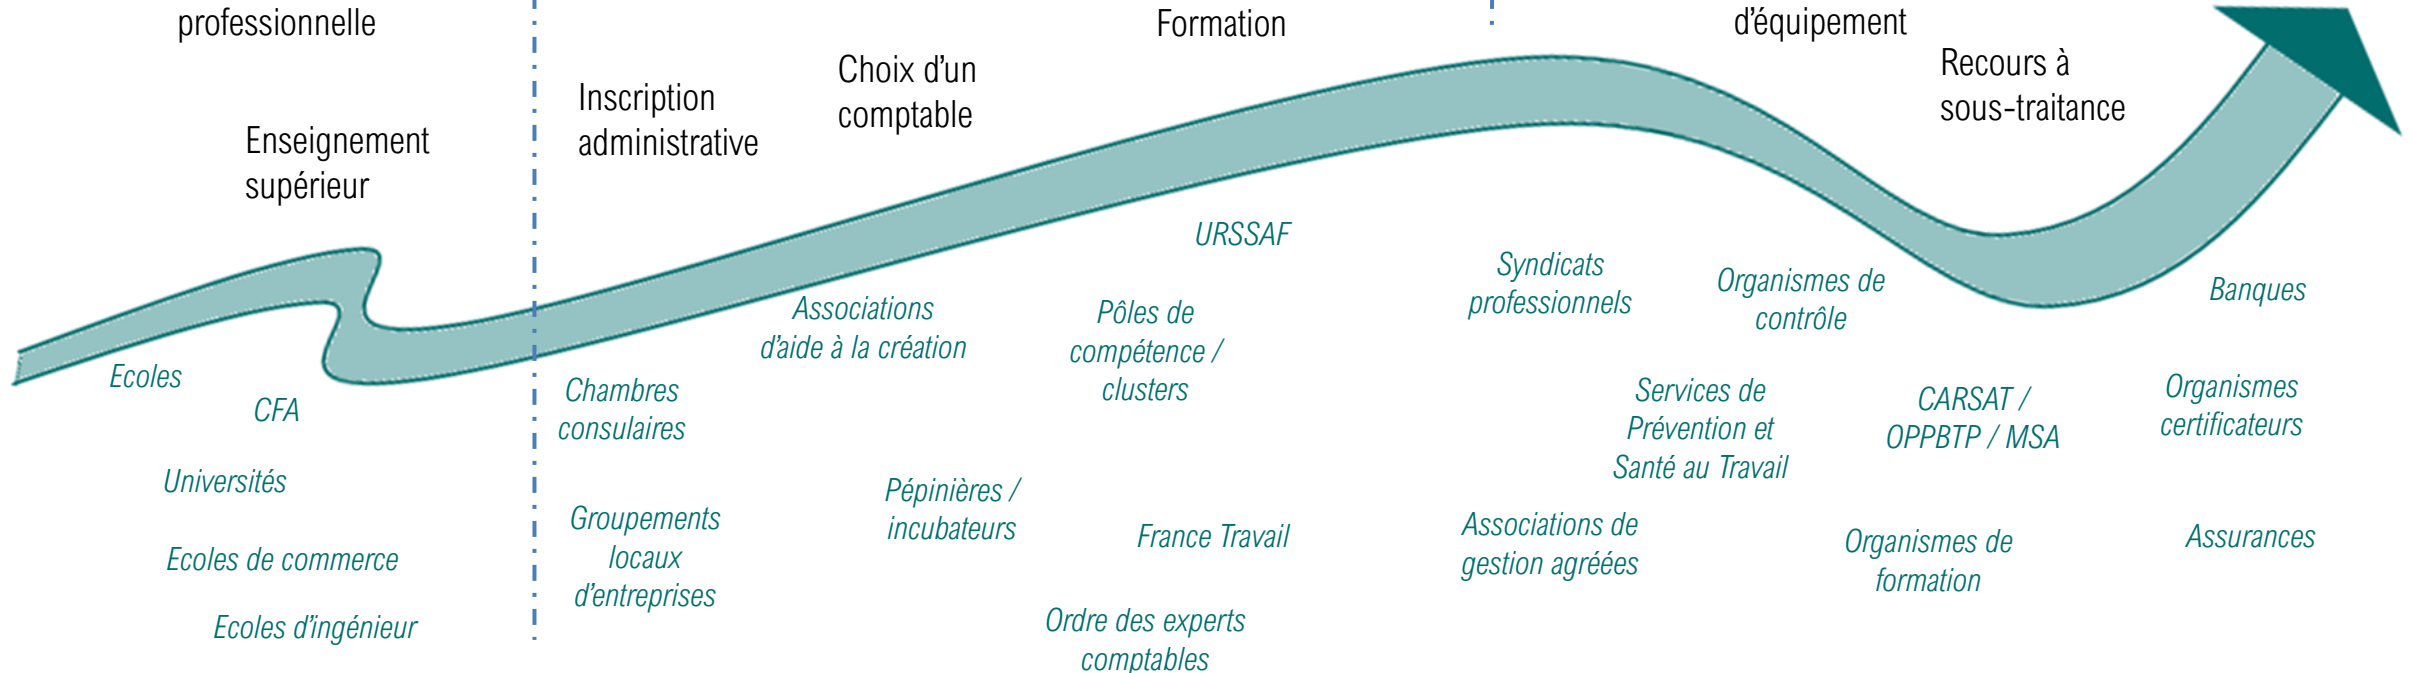 professionnelle
Formation
d'équipement
Recours à
sous-traitance
Choix d'un
comptable
Inscription
administrative
Enseignement
supérieur
URSSAF
Syndicats
professionnels
Organismes de
contrôle
Banques
Associations
d'aide à la création
Pôles de
compétence /
clusters
Ecoles
CFA
Chambres
consulaires
Services de
Prévention et
Santé au Travail
CARSAT /
OPPBTP / MSA
Organismes
certificateurs
Universités
Pépinières /
incubateurs
Groupements
locaux
d'entreprises
France Travail
Associations de
gestion agréées
Organismes de
formation
Assurances
Ecoles de commerce
Ecoles d'ingénieur
Ordre des experts
comptables